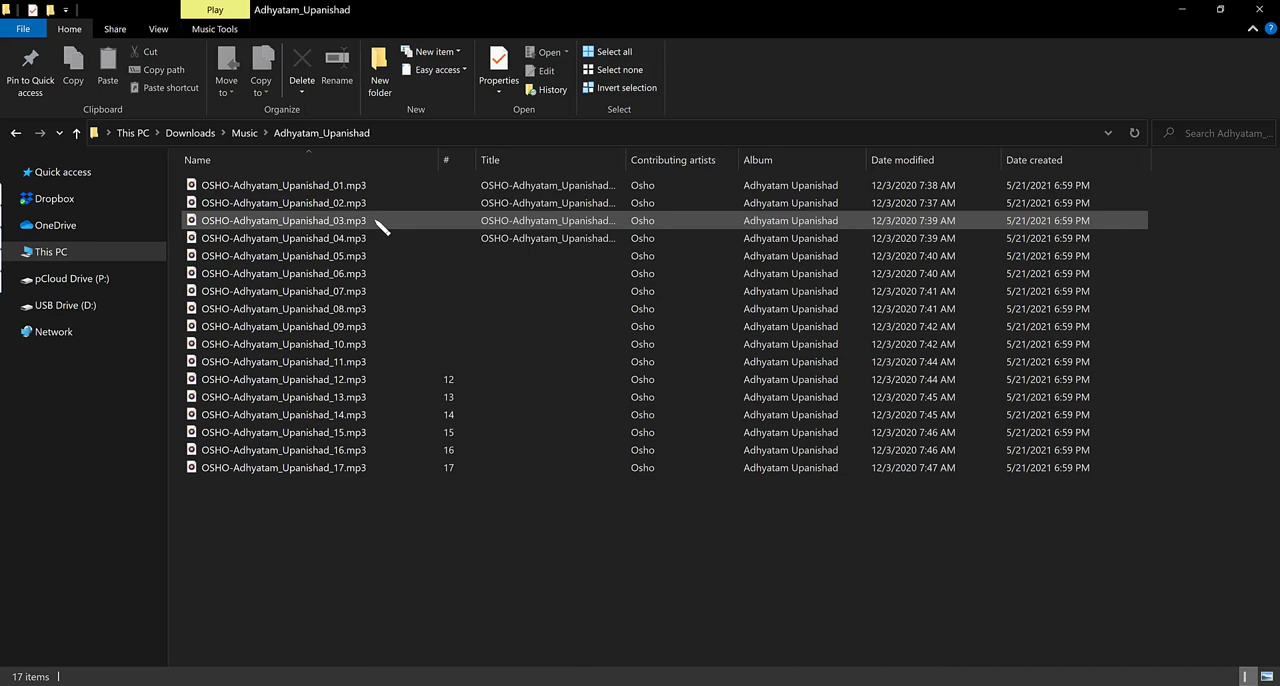 Play Adhyatam_Upanishad
File Home Share View Music Tools
Pin to Quick access
Copy
Paste
Cut
Copy path
Paste shortcut
Clipboard
Move to
Copy to
Delete
Rename
Organize
New folder
New item
Easy access
New
Properties
Open
Edit
History
Open
Select all
Select none
Invert selection
Select
This PC Downloads Music Adhyatam_Upanishad
Search Adhyatam_...
Quick access
Dropbox
OneDrive
This PC
pCloud Drive (P:)
USB Drive (D:)
Network
Name # Title Contributing artists Album Date modified Date created
OSHO-Adhyatam_Upanishad_01.mp3 OSHO-Adhyatam_Upanishad... Osho Adhyatam Upanishad 12/3/2020 7:38 AM 5/21/2021 6:59 PM
OSHO-Adhyatam_Upanishad_02.mp3 OSHO-Adhyatam_Upanishad... Osho Adhyatam Upanishad 12/3/2020 7:37 AM 5/21/2021 6:59 PM
OSHO-Adhyatam_Upanishad_03.mp3 OSHO-Adhyatam_Upanishad... Osho Adhyatam Upanishad 12/3/2020 7:39 AM 5/21/2021 6:59 PM
OSHO-Adhyatam_Upanishad_04.mp3 OSHO-Adhyatam_Upanishad... Osho Adhyatam Upanishad 12/3/2020 7:39 AM 5/21/2021 6:59 PM
OSHO-Adhyatam_Upanishad_05.mp3 Osho Adhyatam Upanishad 12/3/2020 7:40 AM 5/21/2021 6:59 PM
OSHO-Adhyatam_Upanishad_06.mp3 Osho Adhyatam Upanishad 12/3/2020 7:40 AM 5/21/2021 6:59 PM
OSHO-Adhyatam_Upanishad_07.mp3 Osho Adhyatam Upanishad 12/3/2020 7:41 AM 5/21/2021 6:59 PM
OSHO-Adhyatam_Upanishad_08.mp3 Osho Adhyatam Upanishad 12/3/2020 7:41 AM 5/21/2021 6:59 PM
OSHO-Adhyatam_Upanishad_09.mp3 Osho Adhyatam Upanishad 12/3/2020 7:42 AM 5/21/2021 6:59 PM
OSHO-Adhyatam_Upanishad_10.mp3 Osho Adhyatam Upanishad 12/3/2020 7:42 AM 5/21/2021 6:59 PM
OSHO-Adhyatam_Upanishad_11.mp3 Osho Adhyatam Upanishad 12/3/2020 7:44 AM 5/21/2021 6:59 PM
OSHO-Adhyatam_Upanishad_12.mp3 12 Osho Adhyatam Upanishad 12/3/2020 7:44 AM 5/21/2021 6:59 PM
OSHO-Adhyatam_Upanishad_13.mp3 13 Osho Adhyatam Upanishad 12/3/2020 7:45 AM 5/21/2021 6:59 PM
OSHO-Adhyatam_Upanishad_14.mp3 14 Osho Adhyatam Upanishad 12/3/2020 7:45 AM 5/21/2021 6:59 PM
OSHO-Adhyatam_Upanishad_15.mp3 15 Osho Adhyatam Upanishad 12/3/2020 7:46 AM 5/21/2021 6:59 PM
OSHO-Adhyatam_Upanishad_16.mp3 16 Osho Adhyatam Upanishad 12/3/2020 7:46 AM 5/21/2021 6:59 PM
OSHO-Adhyatam_Upanishad_17.mp3 17 Osho Adhyatam Upanishad 12/3/2020 7:47 AM 5/21/2021 6:59 PM
17 items